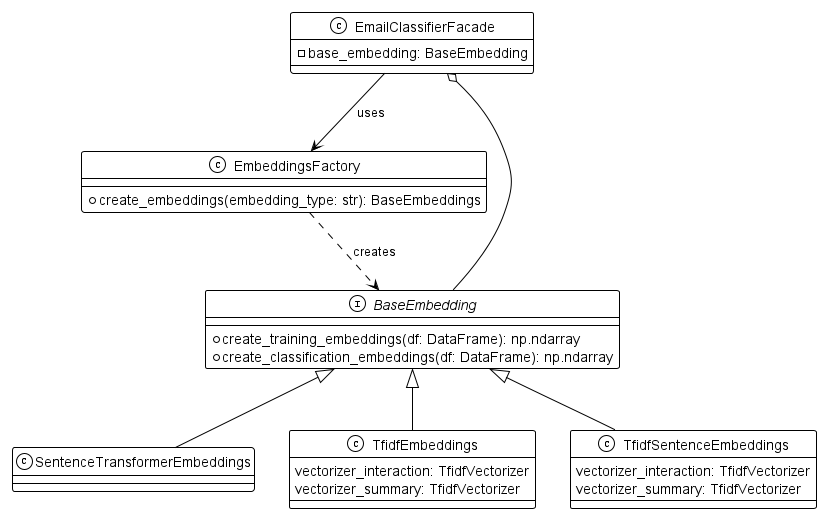 C EmailClassifierFacade
base_embedding: BaseEmbedding
uses
C EmbeddingsFactory
create_embeddings(embedding_type: str): BaseEmbeddings
creates
I BaseEmbedding
create_training_embeddings(df: DataFrame): np.ndarray
create_classification_embeddings(df: DataFrame): np.ndarray
C SentenceTransformerEmbeddings
C TfidfEmbeddings
vectorizer_interaction: TfidfVectorizer
vectorizer_summary: TfidfVectorizer
C TfidfSentenceEmbeddings
vectorizer_interaction: TfidfVectorizer
vectorizer_summary: TfidfVectorizer